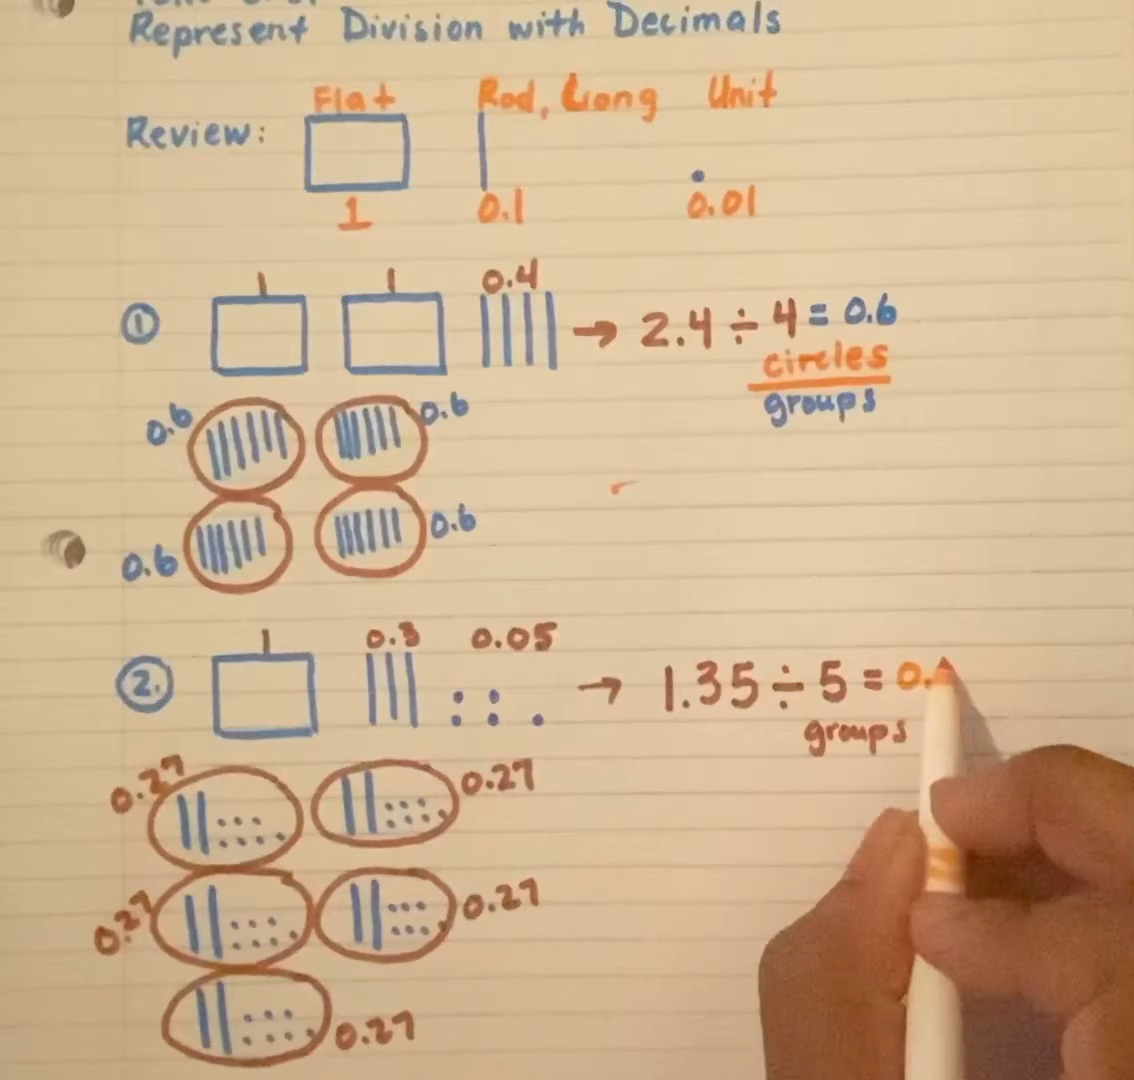 Represent Division with Decimals
Flat Rod, Long Unit
Review:
1 0.1 0.01
1 1 0.4
① → 2.4 ÷ 4 = 0.6
circles
groups
0.6 0.6
0.6 0.6
1 0.3 0.05
2. → 1.35 ÷ 5 = 0.
groups
0.27 0.27
0.27 0.27
0.27